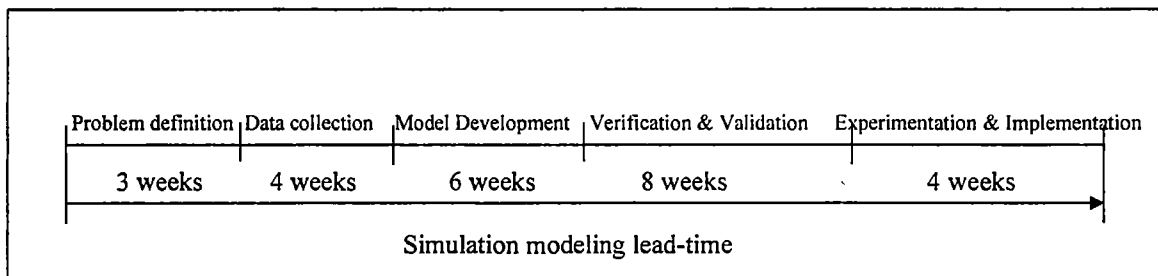 Problem definition Data collection Model Development Verification & Validation Experimentation & Implementation
3 weeks 4 weeks 6 weeks 8 weeks 4 weeks
Simulation modeling lead-time